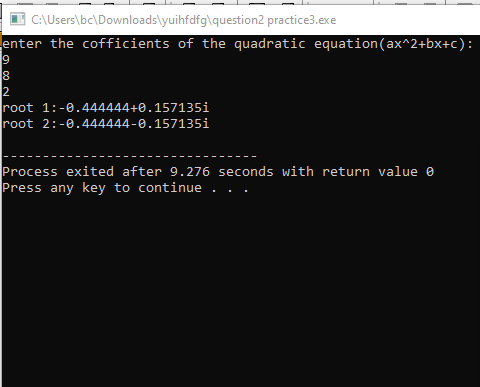 C:\Users\bc\Downloads\yuihfdfg\question2 practice3.exe
enter the cofficients of the quadratic equation(ax^2+bx+c):
9
8
2
root 1:-0.444444+0.157135i
root 2:-0.444444-0.157135i
--------------------------------
Process exited after 9.276 seconds with return value 0
Press any key to continue . . .